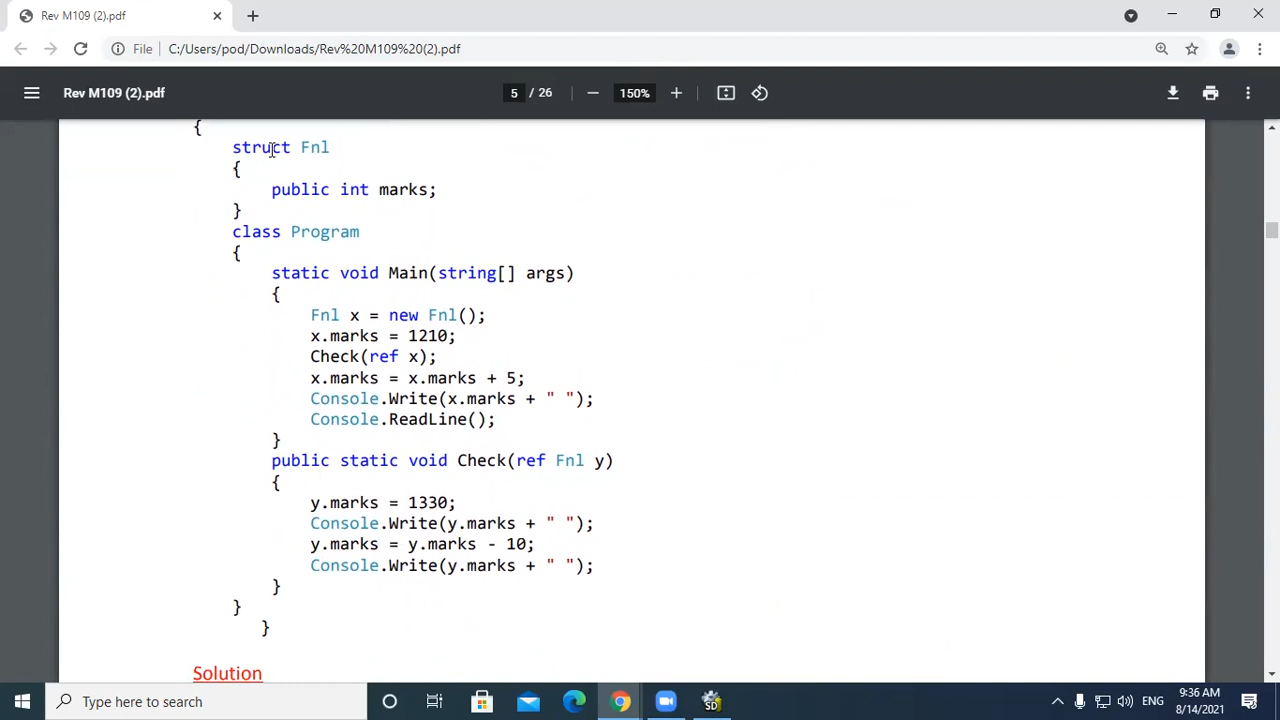 Rev M109 (2).pdf
File C:/Users/pod/Downloads/Rev%20M109%20(2).pdf
Rev M109 (2).pdf 5 / 26 150%
{
struct Fnl
{
public int marks;
}
class Program
{
static void Main(string[] args)
{
Fnl x = new Fnl();
x.marks = 1210;
Check(ref x);
x.marks = x.marks + 5;
Console.Write(x.marks + " ");
Console.ReadLine();
}
public static void Check(ref Fnl y)
{
y.marks = 1330;
Console.Write(y.marks + " ");
y.marks = y.marks - 10;
Console.Write(y.marks + " ");
}
}
}
Solution
Type here to search
SD
ENG
9:36 AM
8/14/2021